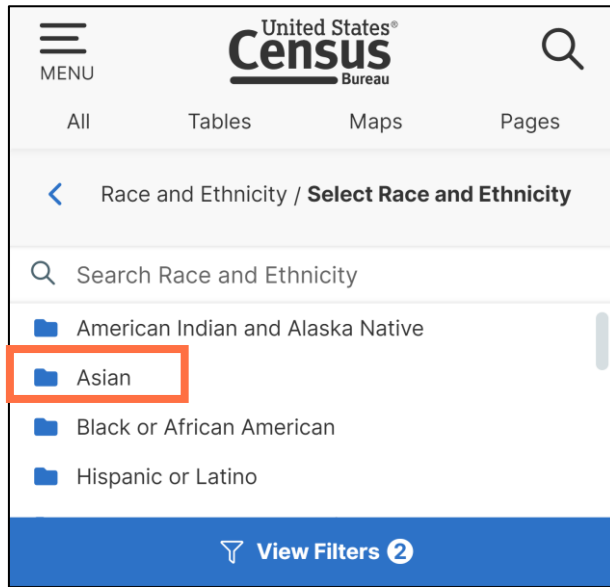 United States®
Census
Bureau
MENU
All Tables Maps Pages
Race and Ethnicity / Select Race and Ethnicity
Search Race and Ethnicity
American Indian and Alaska Native
Asian
Black or African American
Hispanic or Latino
View Filters 2